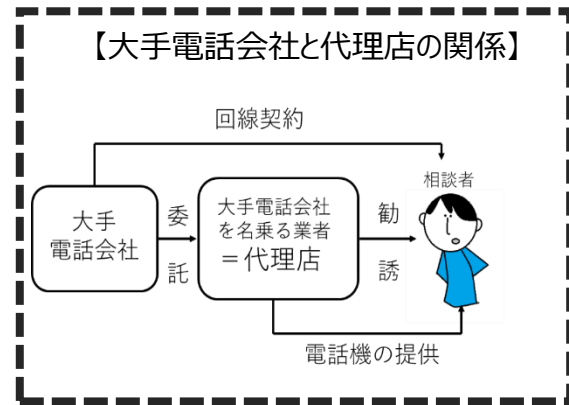 【大手電話会社と代理店の関係】
回線契約
相談者
大手
電話会社
委
託
大手電話会社
を名乗る業者
＝代理店
勧
誘
電話機の提供